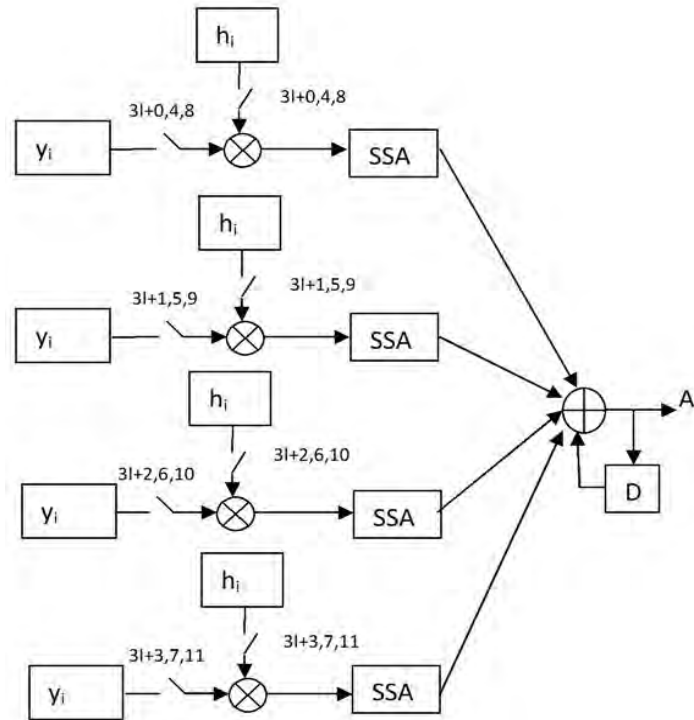 hᵢ
3l+0,4,8
3l+0,4,8
yᵢ
SSA
hᵢ
3l+1,5,9
3l+1,5,9
yᵢ
SSA
A
hᵢ
3l+2,6,10
3l+2,6,10
D
yᵢ
SSA
hᵢ
3l+3,7,11
3l+3,7,11
yᵢ
SSA